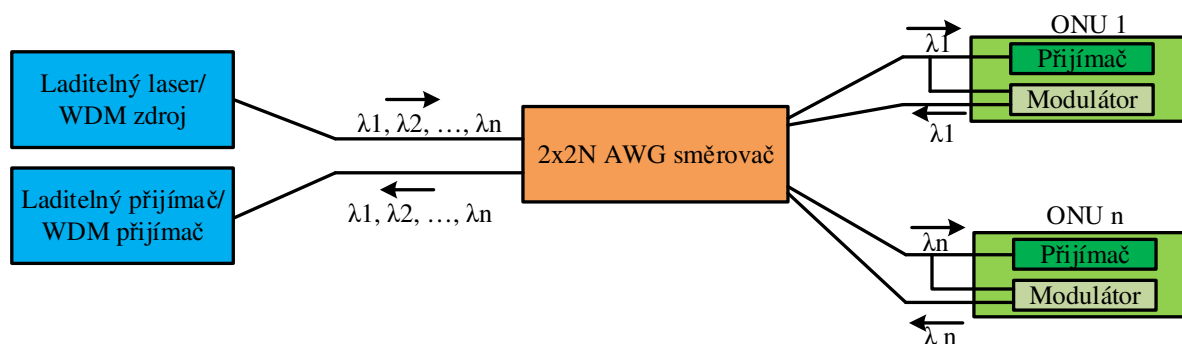 Laditelný laser/
WDM zdroj
λ1, λ2, …, λn
Laditelný přijímač/
WDM přijímač
λ1, λ2, …, λn
2x2N AWG směrovač
ONU 1
λ1
Přijímač
Modulátor
λ1
ONU n
λn
Přijímač
Modulátor
λ n